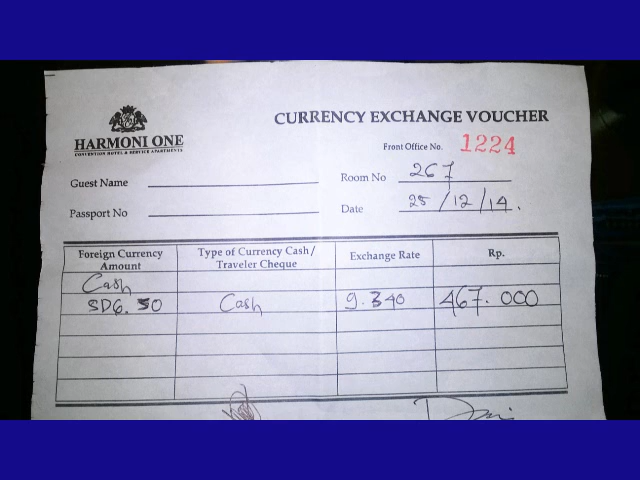 HARMONI ONE
CONVENTION HOTEL & SERVICE APARTMENTS
CURRENCY EXCHANGE VOUCHER
Front Office No. 1224
Guest Name
Room No 267
Passport No
Date 25/12/14.
Foreign Currency Amount
Type of Currency Cash/ Traveler Cheque
Exchange Rate
Rp.
Cash
SDG. 50 Cash 9.340 467.000